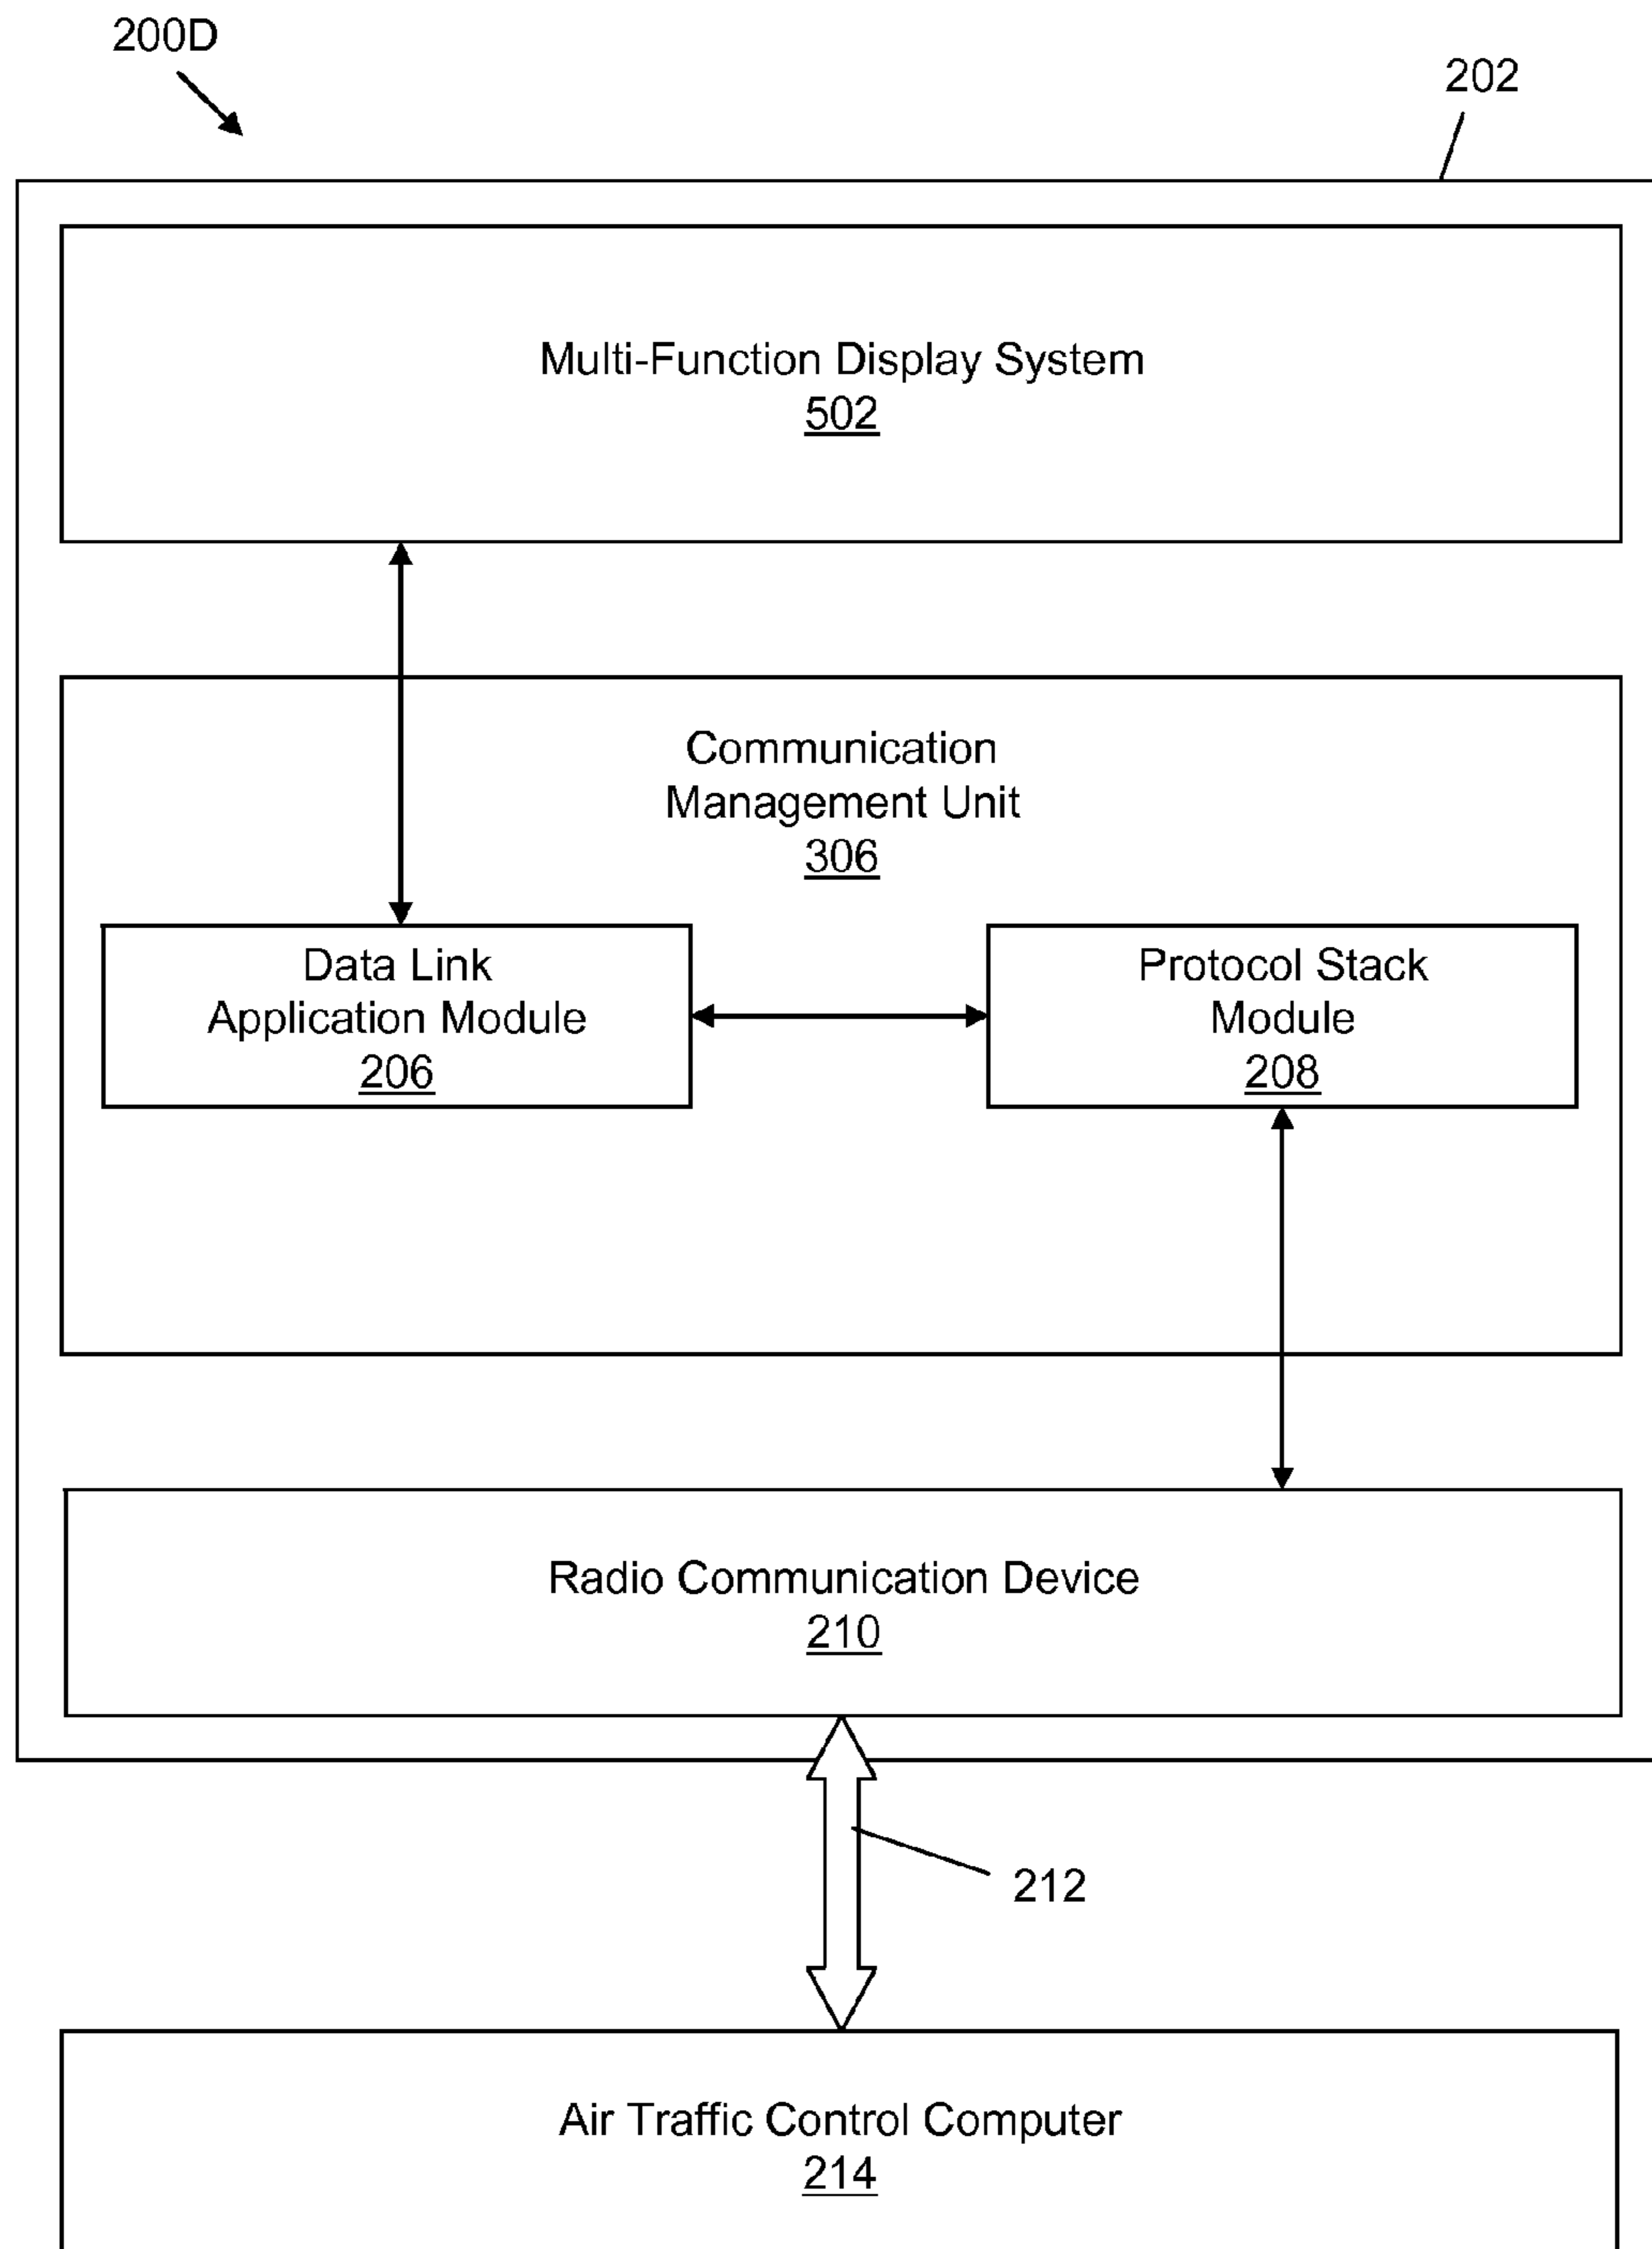 200D
202
Multi-Function Display System
502
Communication
Management Unit
306
Data Link
Application Module
206
Protocol Stack
Module
208
Radio Communication Device
210
212
Air Traffic Control Computer
214